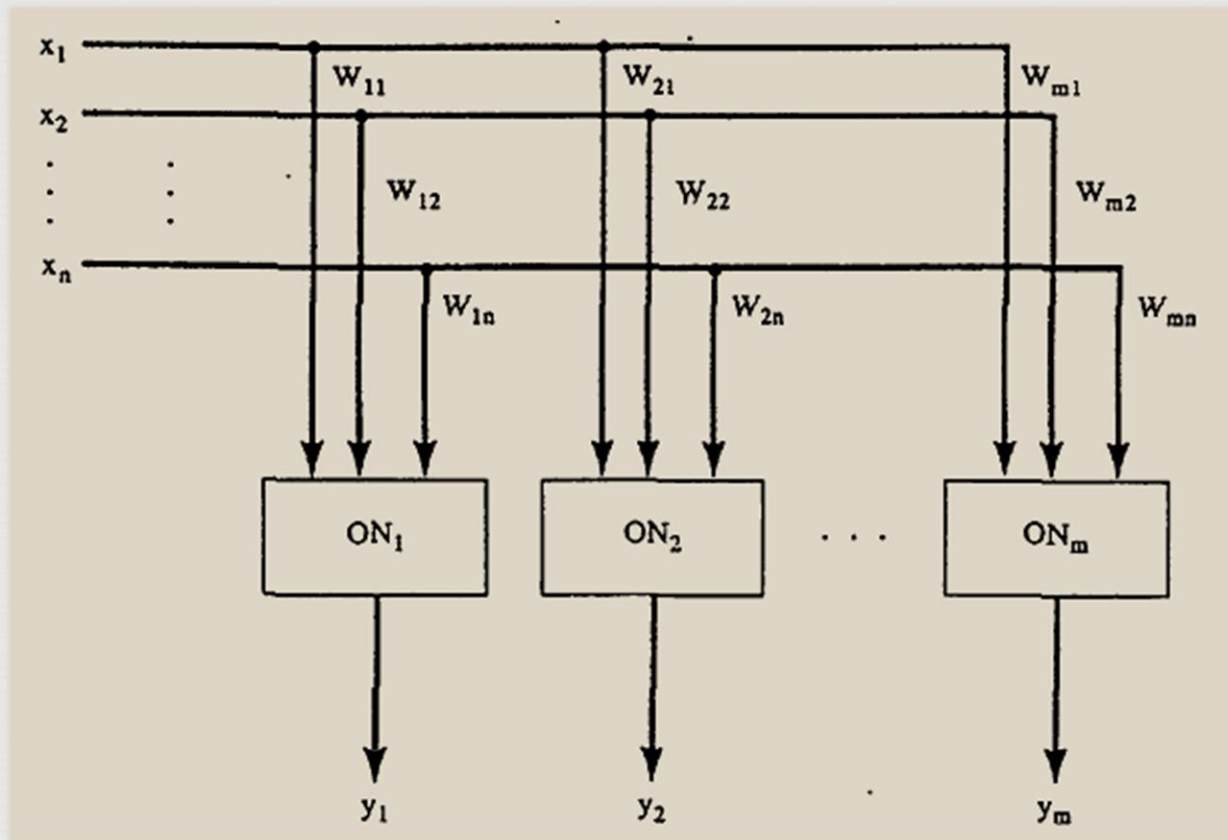 x1
W11 W21 Wm1
x2
W12 W22 Wm2
xn
W1n W2n Wmn
ON1 ON2 . . . ONm
y1 y2 ym